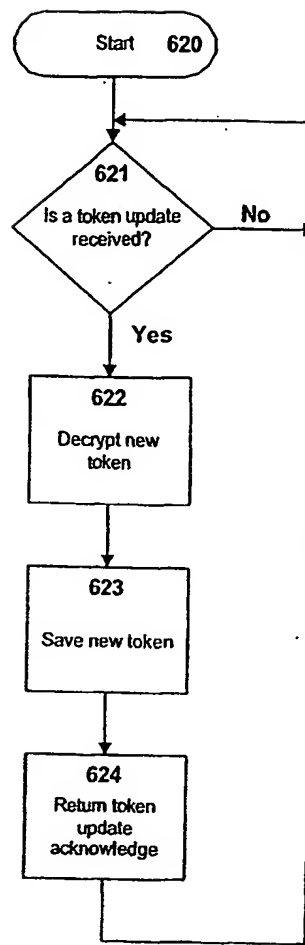 Start 620
621
Is a token update
received?
No
Yes
622
Decrypt new
token
623
Save new token
624
Return token
update
acknowledge